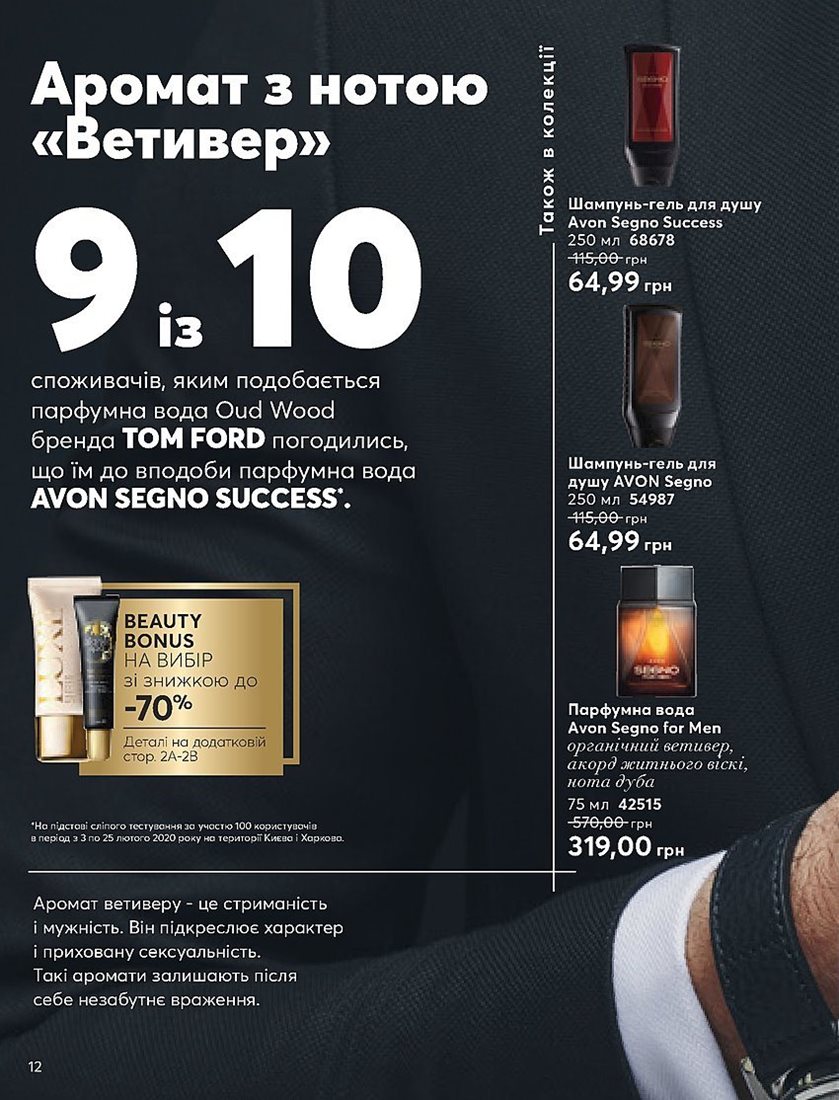 Аромат з нотою
«Ветивер»
9 із 10
споживачів, яким подобається
парфумна вода Oud Wood
бренда TOM FORD погодились,
що їм до вподоби парфумна вода
AVON SEGNO SUCCESS*.
LUXE
BEAUTY
BONUS
НА ВИБІР
зі знижкою до
-70%
Деталі на додатковій
стор. 2A-2B
*На підставі сліпого тестування за участю 100 користувачів
в період з 3 по 25 лютого 2020 року на території Києва і Харкова.
Аромат ветиверу - це стриманість
і мужність. Він підкреслює характер
і приховану сексуальність.
Такі аромати залишають після
себе незабутнє враження.
12
Також в колекції
SEGNO
Шампунь-гель для душу
Avon Segno Success
250 мл 68678
115,00 грн
64,99 грн
SEGNO
Шампунь-гель для
душу AVON Segno
250 мл 54987
115,00 грн
64,99 грн
SEGNO
Парфумна вода
Avon Segno for Men
органічний ветивер,
акорд житнього віскі,
нота дуба
75 мл 42515
570,00 грн
319,00 грн